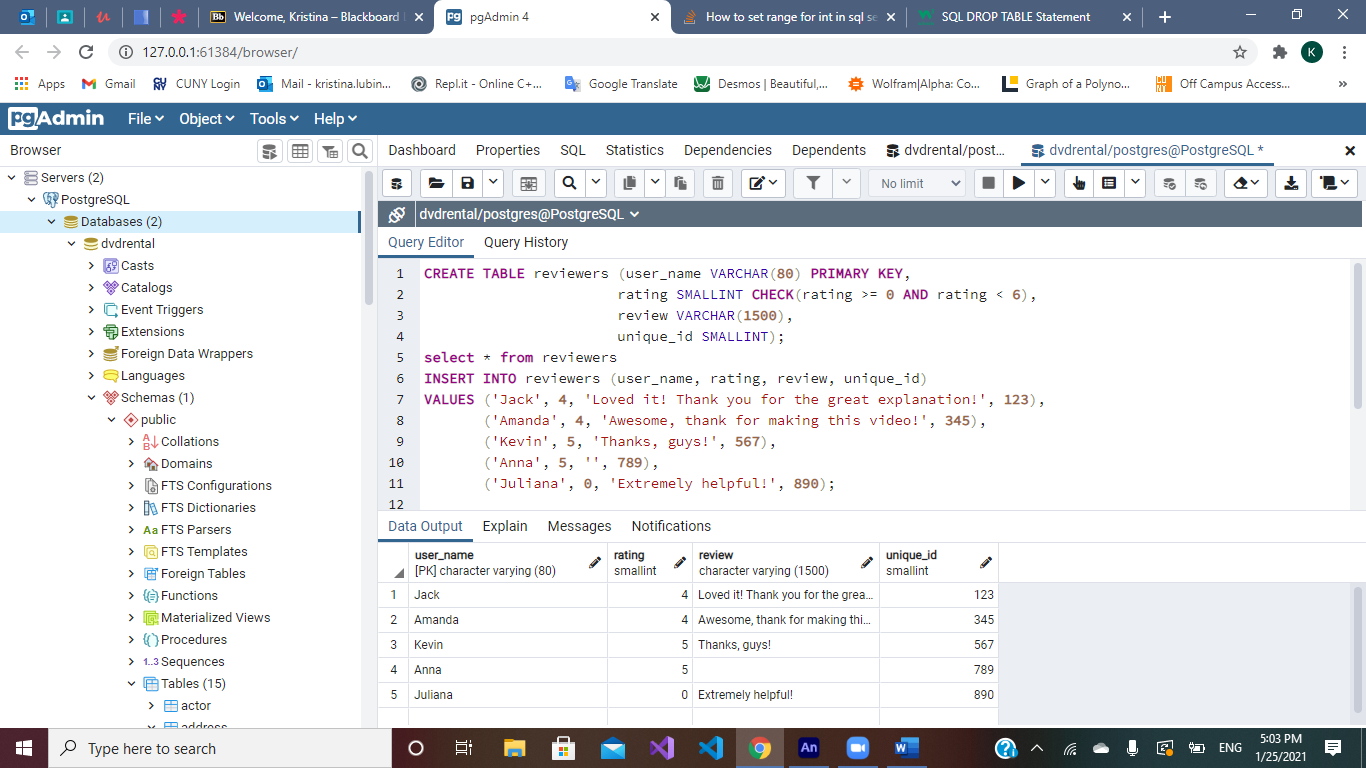 Welcome, Kristina – Blackboard
pgAdmin 4
How to set range for int in sql se
SQL DROP TABLE Statement
127.0.0.1:61384/browser/
K
Apps
Gmail
CUNY Login
Mail - kristina.lubin...
Repl.it - Online C+...
Google Translate
Desmos | Beautiful,...
Wolfram|Alpha: Co...
Graph of a Polyno...
Off Campus Access...
pgAdmin
File
Object
Tools
Help
Browser
Dashboard
Properties
SQL
Statistics
Dependencies
Dependents
dvdrental/post...
dvdrental/postgres@PostgreSQL *
No limit
dvdrental/postgres@PostgreSQL
Query Editor
Query History
Servers (2)
PostgreSQL
Databases (2)
dvdrental
Casts
Catalogs
Event Triggers
Extensions
Foreign Data Wrappers
Languages
Schemas (1)
public
Collations
Domains
FTS Configurations
FTS Dictionaries
Aa FTS Parsers
FTS Templates
Foreign Tables
Functions
Materialized Views
Procedures
1..3 Sequences
Tables (15)
actor
address
1 CREATE TABLE reviewers (user_name VARCHAR(80) PRIMARY KEY,
2 rating SMALLINT CHECK(rating >= 0 AND rating < 6),
3 review VARCHAR(1500),
4 unique_id SMALLINT);
5 select * from reviewers
6 INSERT INTO reviewers (user_name, rating, review, unique_id)
7 VALUES ('Jack', 4, 'Loved it! Thank you for the great explanation!', 123),
8 ('Amanda', 4, 'Awesome, thank for making this video!', 345),
9 ('Kevin', 5, 'Thanks, guys!', 567),
10 ('Anna', 5, '', 789),
11 ('Juliana', 0, 'Extremely helpful!', 890);
12
Data Output
Explain
Messages
Notifications
user_name rating review unique_id
[PK] character varying (80) smallint character varying (1500) smallint
1 Jack 4 Loved it! Thank you for the grea... 123
2 Amanda 4 Awesome, thank for making thi... 345
3 Kevin 5 Thanks, guys! 567
4 Anna 5 789
5 Juliana 0 Extremely helpful! 890
Type here to search
An
ENG
5:03 PM
1/25/2021